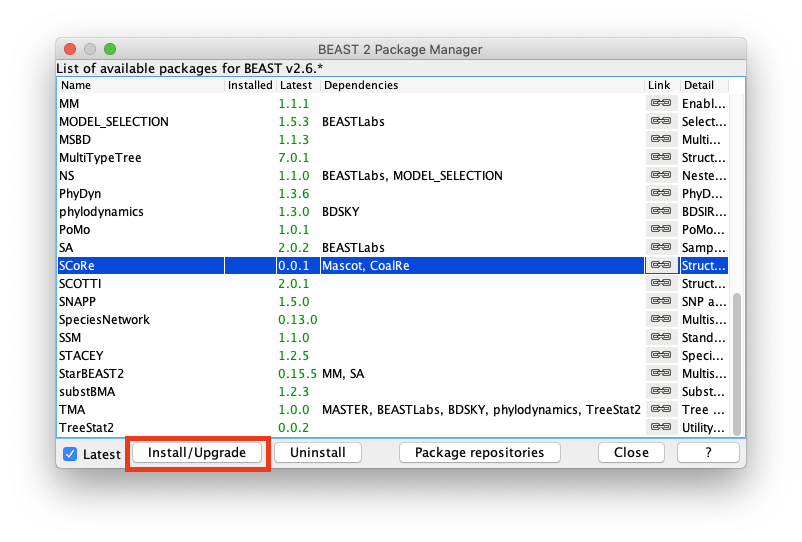 BEAST 2 Package Manager
List of available packages for BEAST v2.6.*
Name Installed Latest Dependencies Link Detail
MM 1.1.1 Enabl...
MODEL_SELECTION 1.5.3 BEASTLabs Select...
MSBD 1.1.3 Multi...
MultiTypeTree 7.0.1 Struct...
NS 1.1.0 BEASTLabs, MODEL_SELECTION Neste...
PhyDyn 1.3.6 PhyD...
phylodynamics 1.3.0 BDSKY BDSIR...
PoMo 1.0.1 PoMo...
SA 2.0.2 BEASTLabs Samp...
SCoRe 0.0.1 Mascot, CoalRe Struct...
SCOTTI 2.0.1 Struct...
SNAPP 1.5.0 SNP a...
SpeciesNetwork 0.13.0 Multis...
SSM 1.1.0 Stand...
STACEY 1.2.5 Speci...
StarBEAST2 0.15.5 MM, SA Multis...
substBMA 1.2.3 Subst...
TMA 1.0.0 MASTER, BEASTLabs, BDSKY, phylodynamics, TreeStat2 Tree ...
TreeStat2 0.0.2 Utility...
Latest Install/Upgrade Uninstall Package repositories Close ?